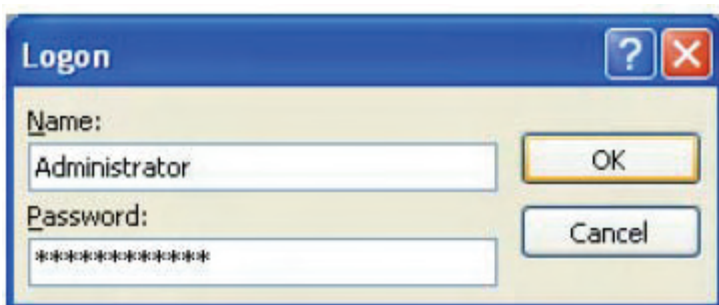 Logon
?
Name:
Administrator
OK
Password:
************
Cancel